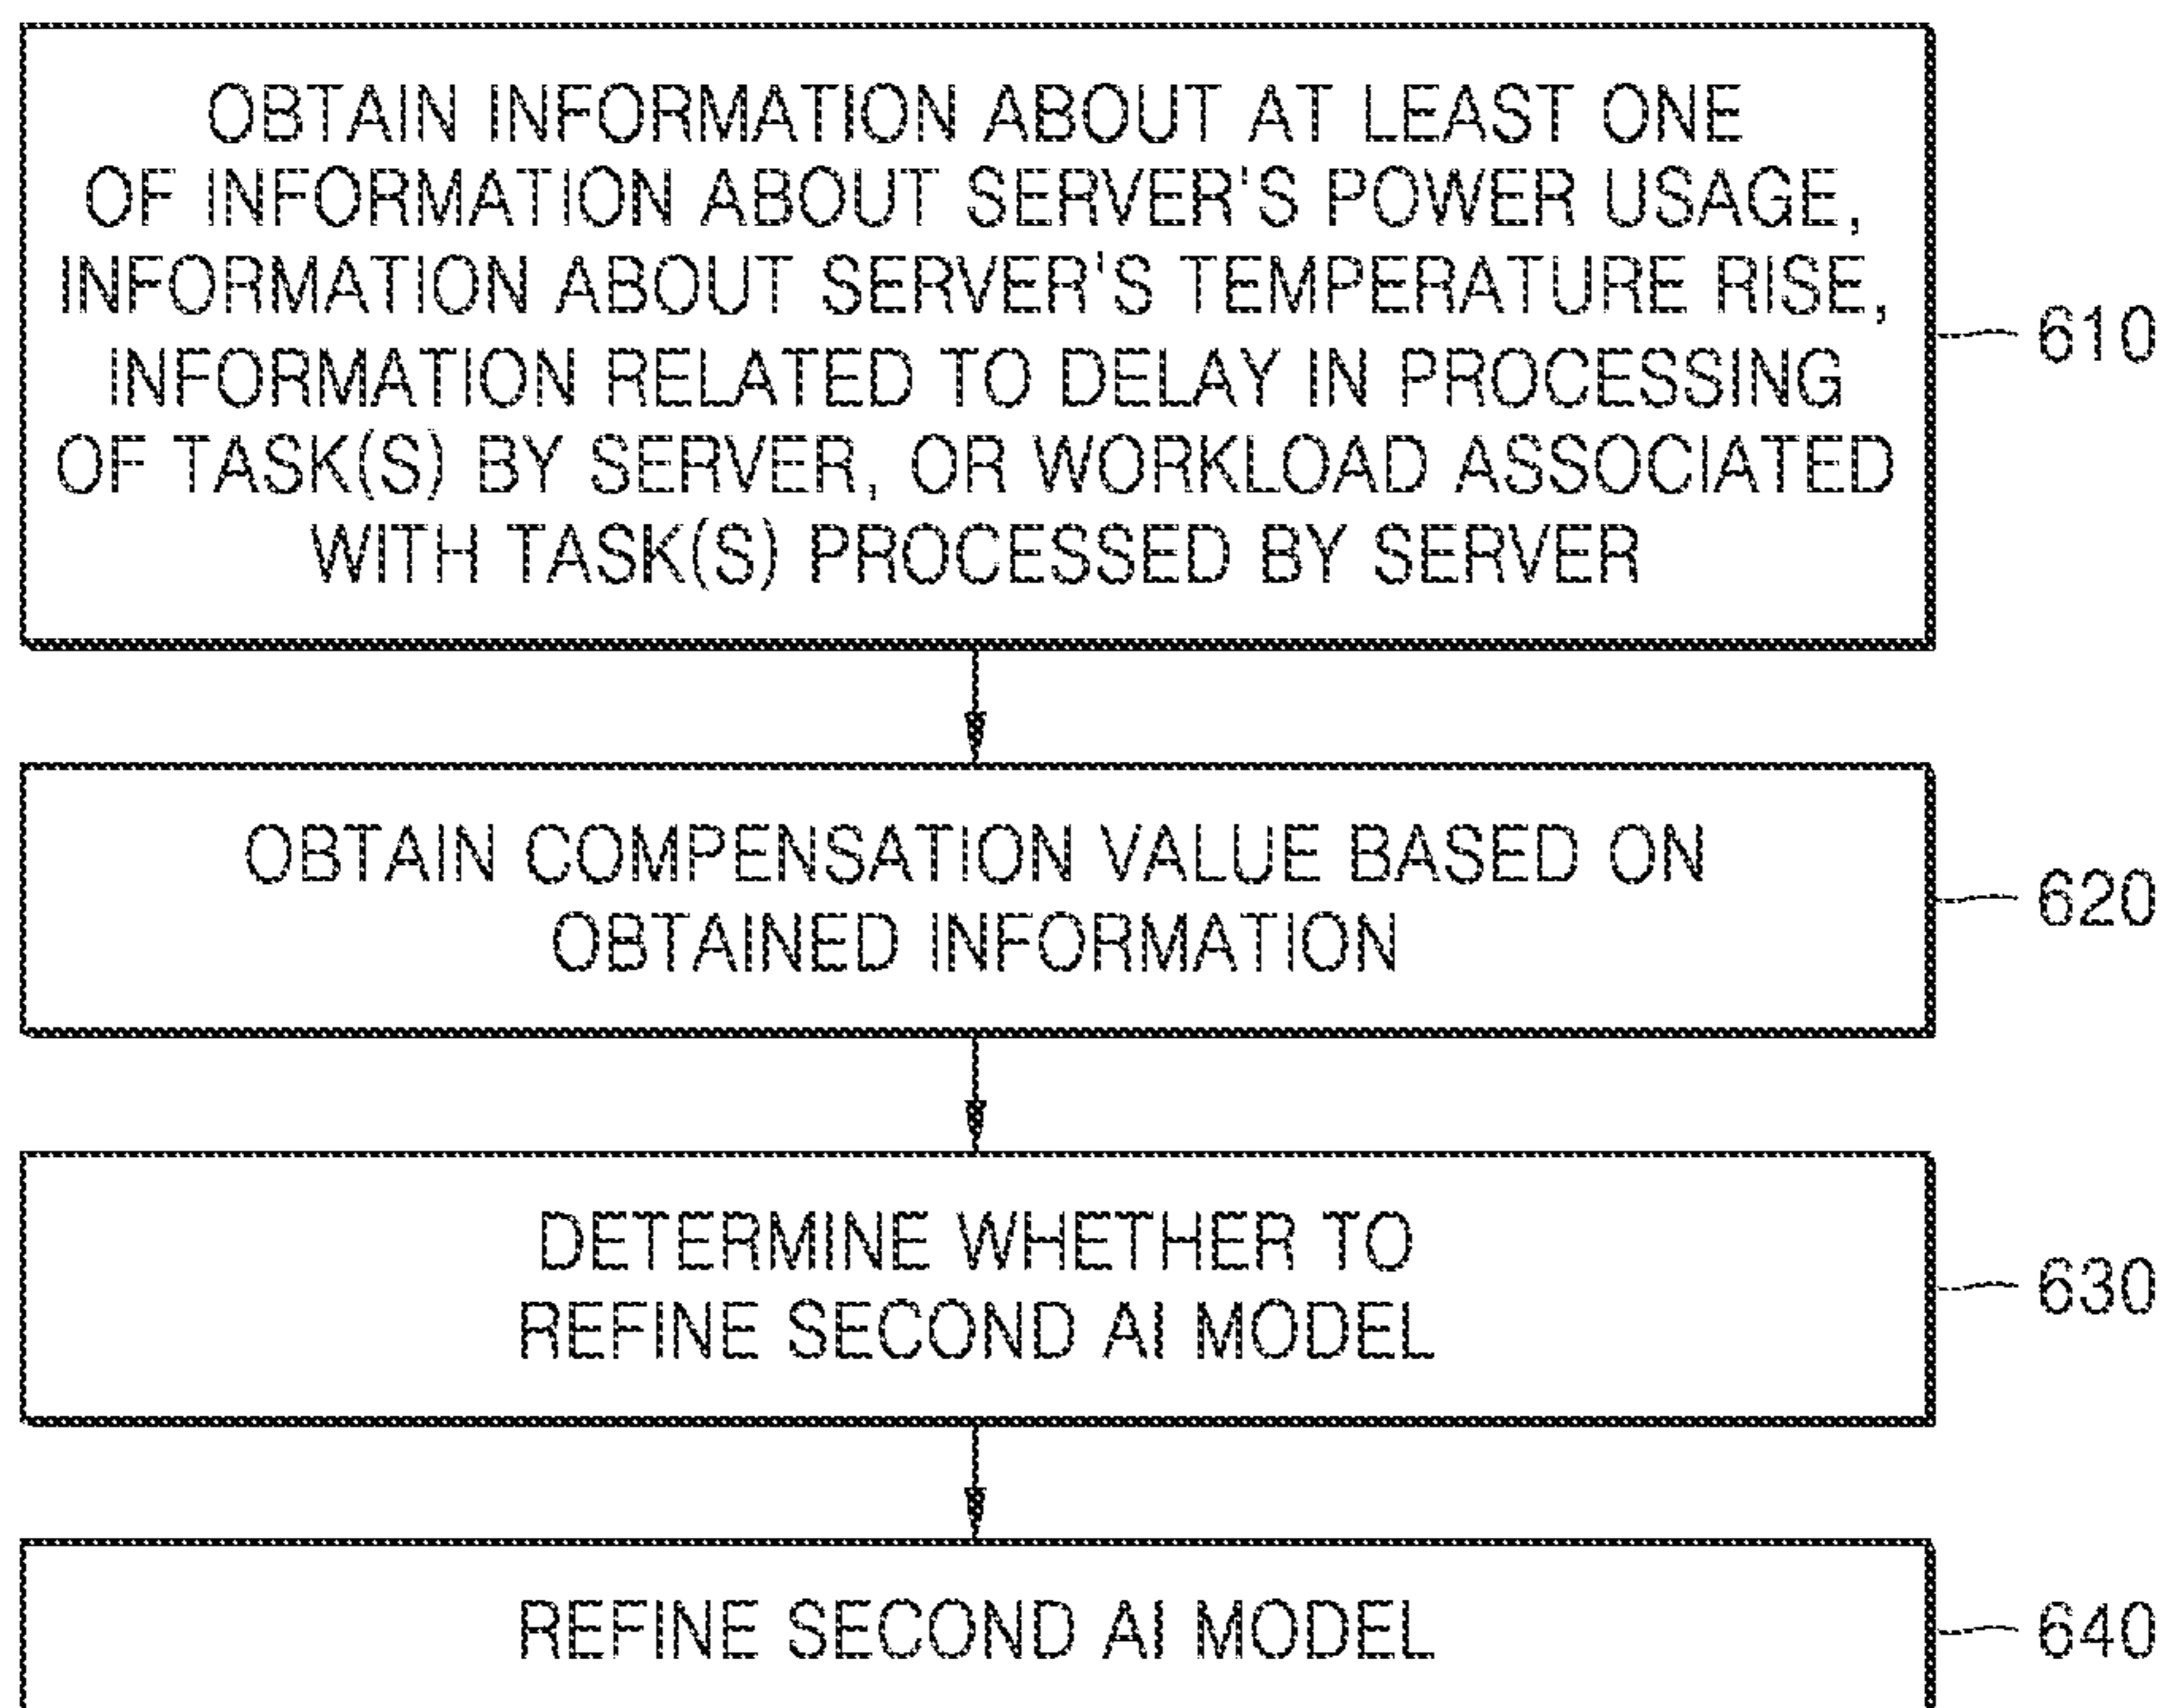 OBTAIN INFORMATION ABOUT AT LEAST ONE
OF INFORMATION ABOUT SERVER'S POWER USAGE,
INFORMATION ABOUT SERVER'S TEMPERATURE RISE,
INFORMATION RELATED TO DELAY IN PROCESSING
OF TASK(S) BY SERVER, OR WORKLOAD ASSOCIATED
WITH TASK(S) PROCESSED BY SERVER
610
OBTAIN COMPENSATION VALUE BASED ON
OBTAINED INFORMATION
620
DETERMINE WHETHER TO
REFINE SECOND AI MODEL
630
REFINE SECOND AI MODEL
640